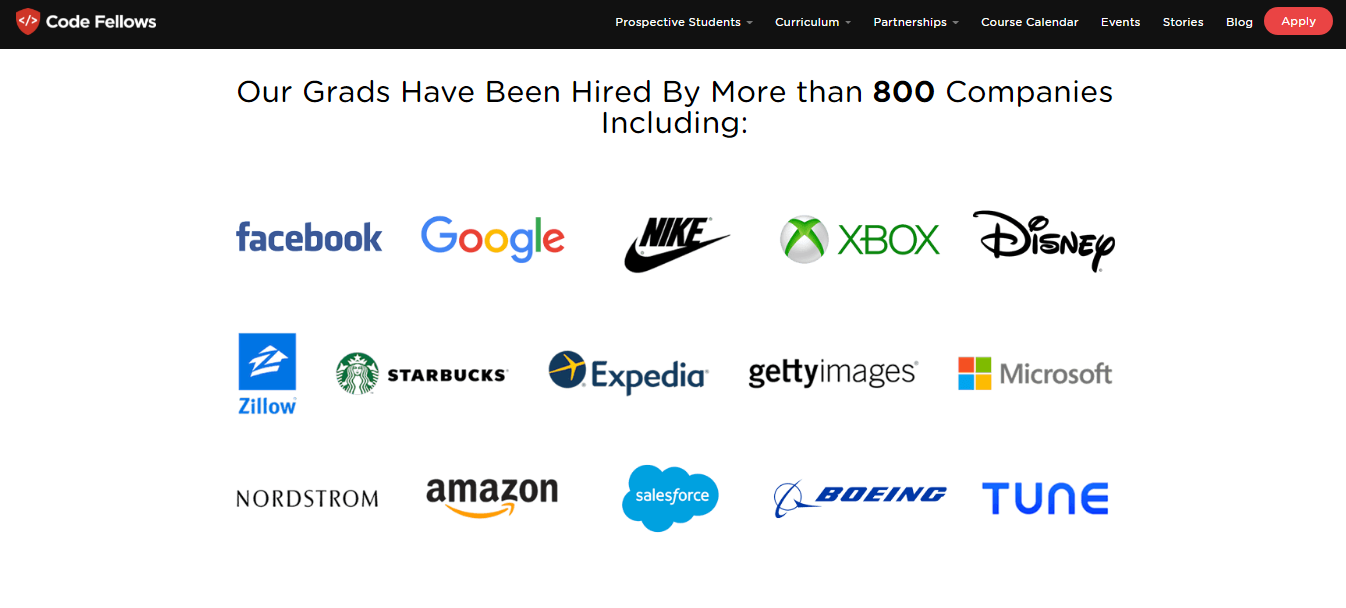 Code Fellows
Prospective Students Curriculum Partnerships Course Calendar Events Stories Blog Apply
Our Grads Have Been Hired By More than 800 Companies
Including:
facebook Google NIKE XBOX Disney
Zillow STARBUCKS Expedia gettyimages Microsoft
NORDSTROM amazon salesforce BOEING TUNE